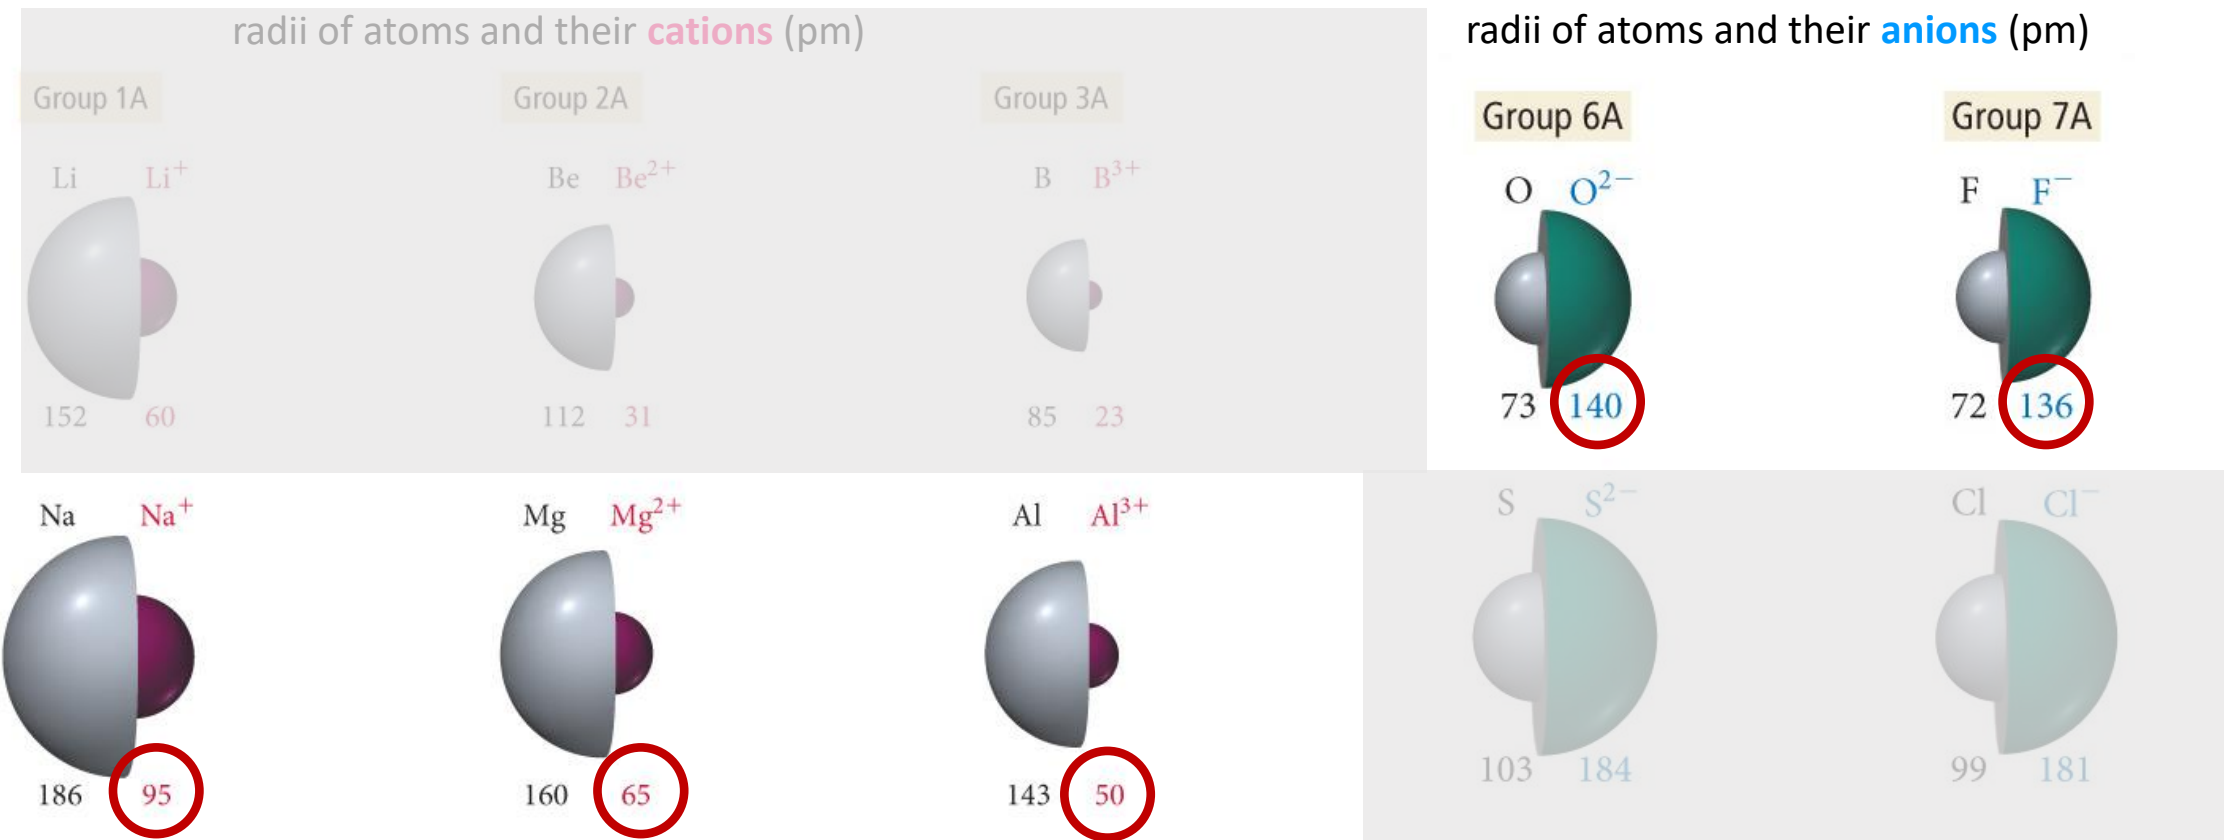 radii of atoms and their cations (pm)
Group 1A Group 2A Group 3A
Li Li⁺ Be Be²⁺ B B³⁺
152 60 112 31 85 23
Na Na⁺ Mg Mg²⁺ Al Al³⁺
186 95 160 65 143 50
radii of atoms and their anions (pm)
Group 6A Group 7A
O O²⁻ F F⁻
73 140 72 136
S S²⁻ Cl Cl⁻
103 184 99 181